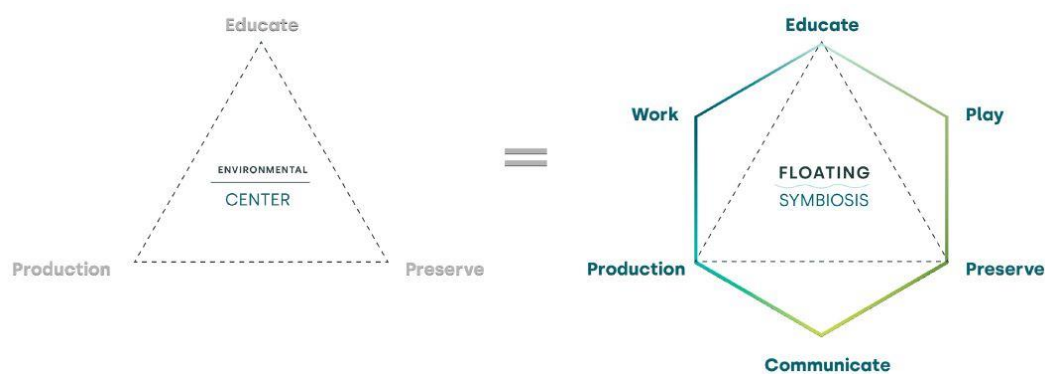 Educate
ENVIRONMENTAL
CENTER
Production
Preserve
=
Educate
Work
Play
FLOATING
SYMBIOSIS
Production
Preserve
Communicate